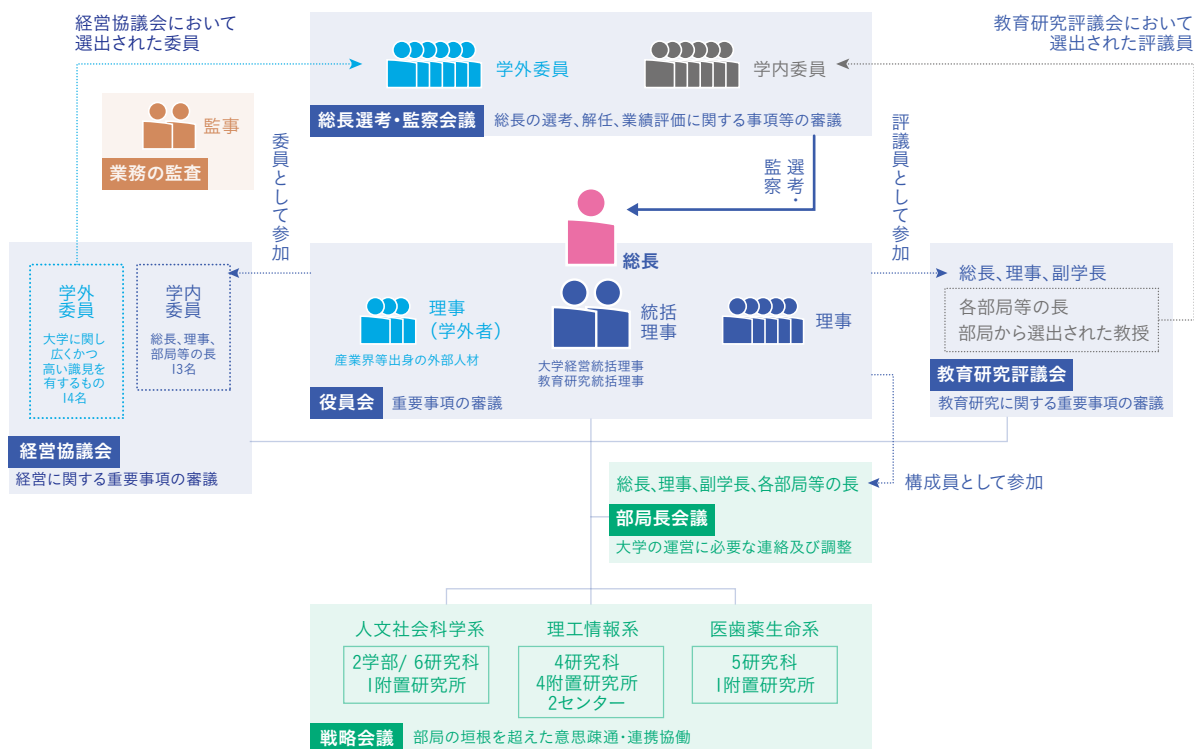 経営協議会において
選出された委員
教育研究評議会において
選出された評議員
学外委員
学内委員
総長選考・監察会議
総長の選考、解任、業績評価に関する事項等の審議
監事
業務の監査
委員として参加
評議員として参加
選考・
監察
総長
学外
委員
大学に関し
広くかつ
高い識見を
有するもの
14名
学内
委員
総長、理事、
部局等の長
13名
経営協議会
経営に関する重要事項の審議
理事
（学外者）
産業界等出身の外部人材
統括
理事
大学経営統括理事
教育研究統括理事
理事
役員会
重要事項の審議
総長、理事、副学長
各部局等の長
部局から選出された教授
教育研究評議会
教育研究に関する重要事項の審議
総長、理事、副学長、各部局等の長
部局長会議
大学の運営に必要な連絡及び調整
構成員として参加
人文社会科学系
2学部/ 6研究科
1附置研究所
理工情報系
4研究科
4附置研究所
2センター
医歯薬生命系
5研究科
1附置研究所
戦略会議
部局の垣根を超えた意思疎通・連携協働